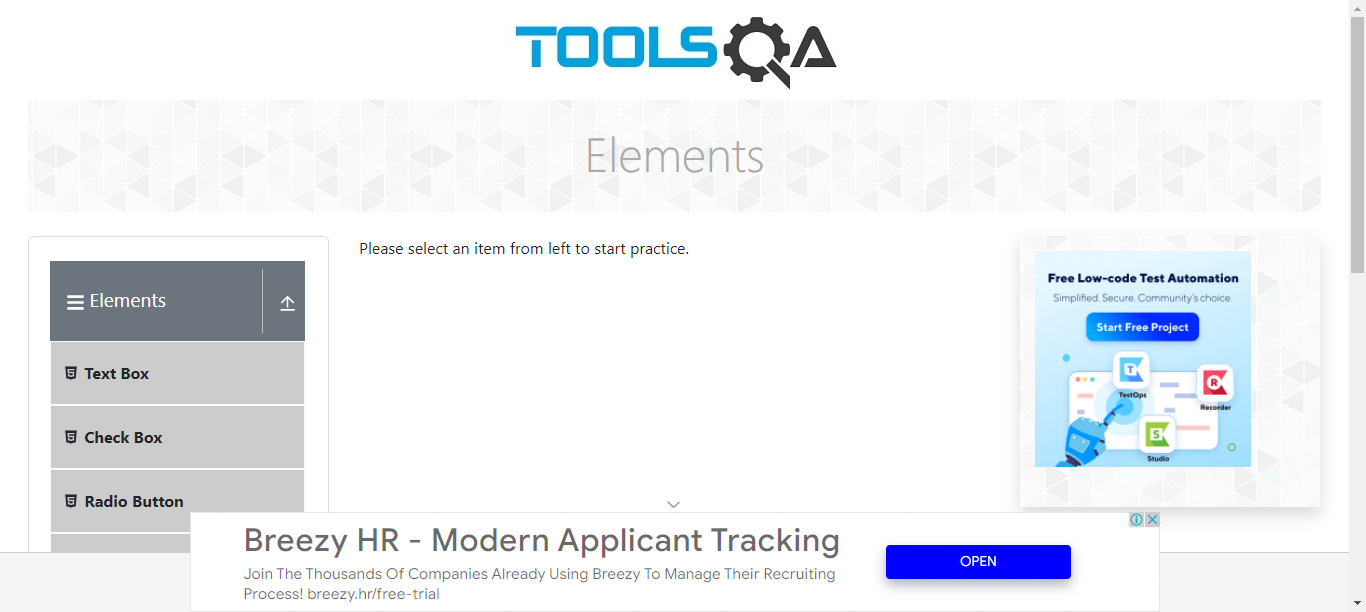 TOOLSQA
Elements
Elements
Text Box
Check Box
Radio Button
Please select an item from left to start practice.
Free Low-code Test Automation
Simplified. Secure. Community's choice.
Start Free Project
T
TestOps
R
Recorder
S
Studio
Breezy HR - Modern Applicant Tracking
Join The Thousands Of Companies Already Using Breezy To Manage Their Recruiting
Process! breezy.hr/free-trial
OPEN